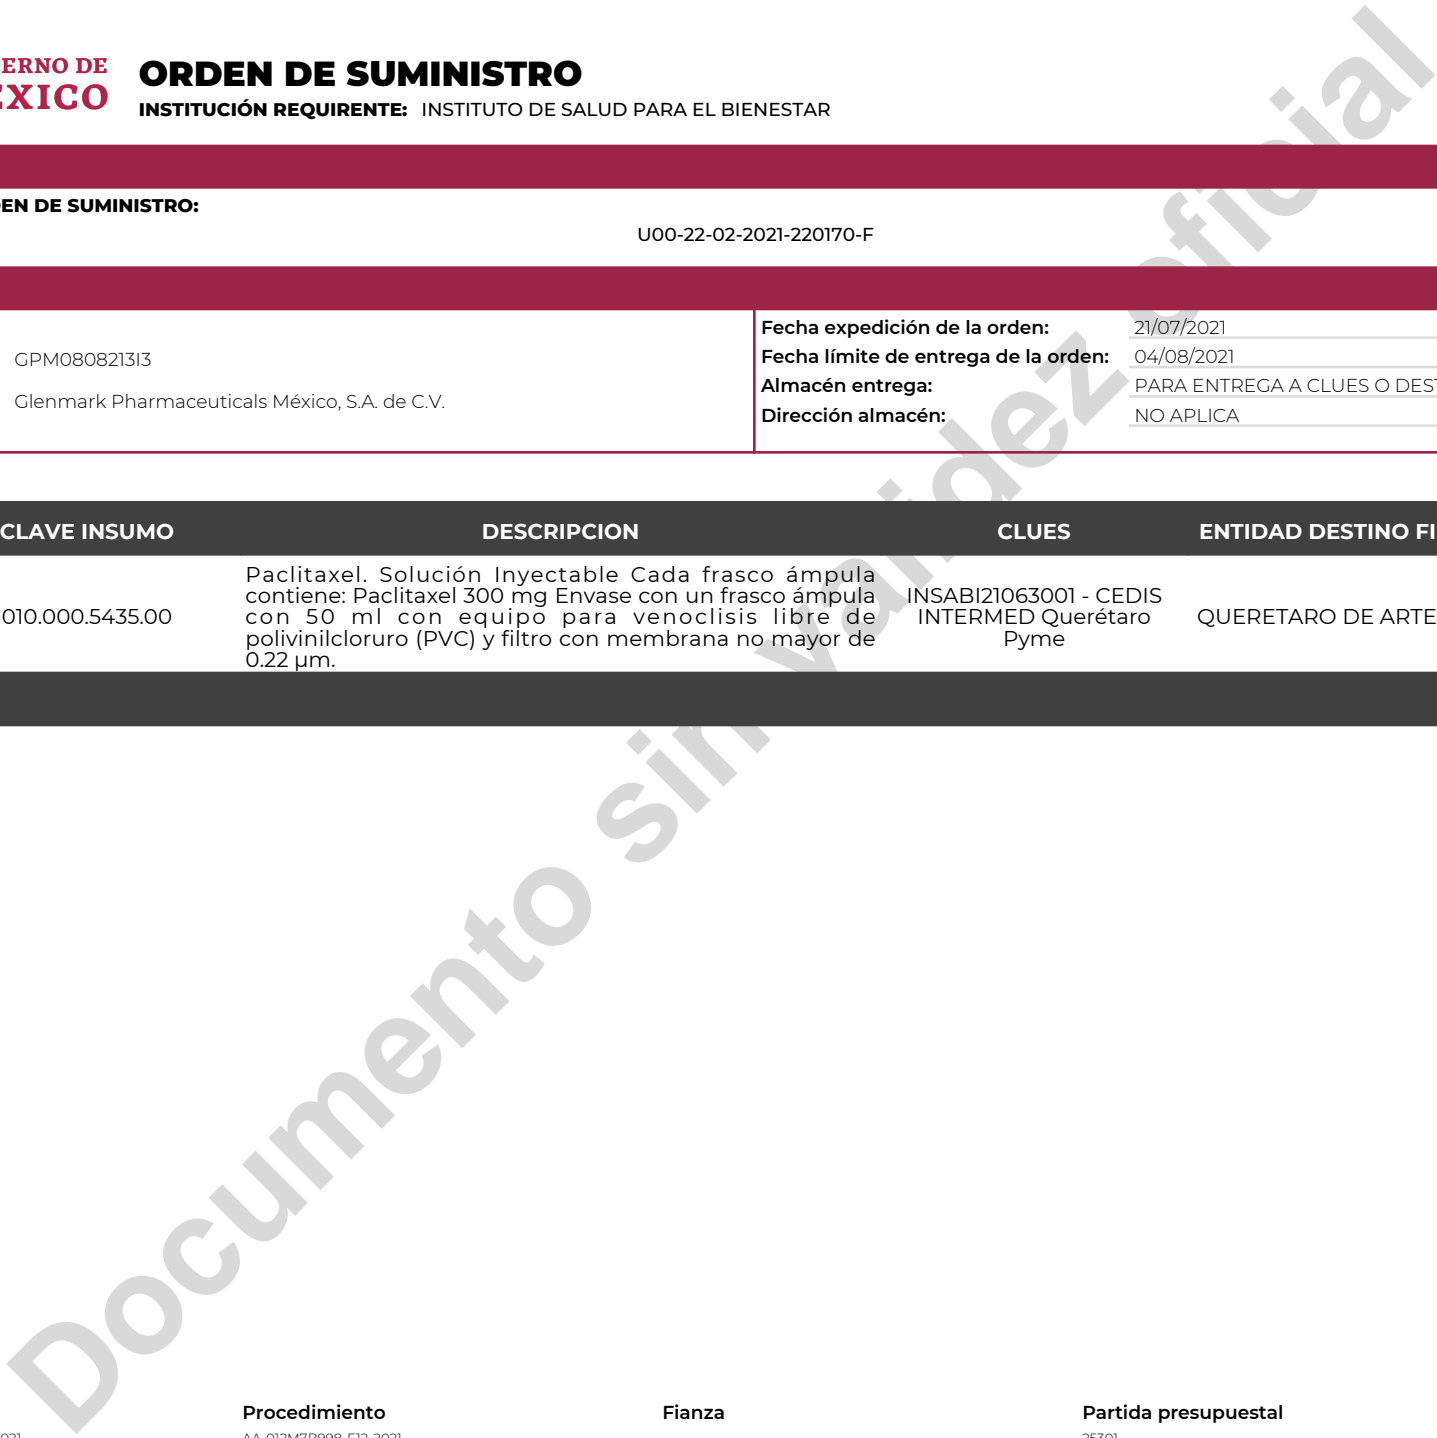 ERNO DE
ÉXICO
ORDEN DE SUMINISTRO
INSTITUCIÓN REQUIRENTE: INSTITUTO DE SALUD PARA EL BIENESTAR
EN DE SUMINISTRO:
U00-22-02-2021-220170-F
GPM0808213I3
Glenmark Pharmaceuticals México, S.A. de C.V.
Fecha expedición de la orden: 21/07/2021
Fecha límite de entrega de la orden: 04/08/2021
Almacén entrega: PARA ENTREGA A CLUES O DEST
Dirección almacén: NO APLICA
CLAVE INSUMO DESCRIPCION CLUES ENTIDAD DESTINO FI
010.000.5435.00
Paclitaxel. Solución Inyectable Cada frasco ámpula
contiene: Paclitaxel 300 mg Envase con un frasco ámpula
con 50 ml con equipo para venoclisis libre de
polivinilcloruro (PVC) y filtro con membrana no mayor de
0.22 µm.
INSABI21063001 - CEDIS
INTERMED Querétaro
Pyme
QUERETARO DE ARTE
Documento sin validez oficial
Procedimiento Fianza Partida presupuestal